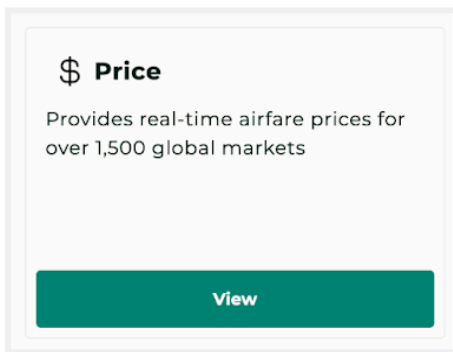 $ Price
Provides real-time airfare prices for
over 1,500 global markets
View